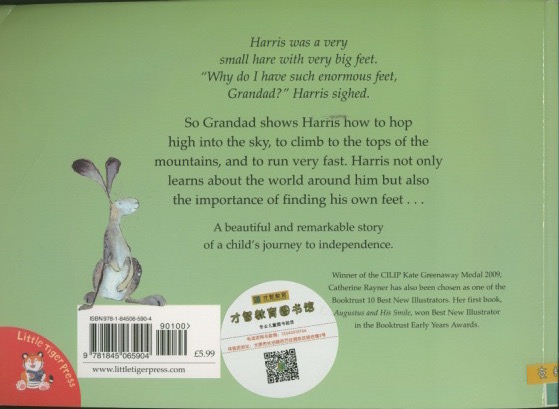 Harris was a very
small hare with very big feet.
"Why do I have such enormous feet,
Grandad?" Harris sighed.
So Grandad shows Harris how to hop
high into the sky, to climb to the tops of the
mountains, and to run very fast. Harris not only
learns about the world around him but also
the importance of finding his own feet . . .
A beautiful and remarkable story
of a child's journey to independence.
Winner of the CILIP Kate Greenaway Medal 2009,
Catherine Rayner has also been chosen as one of the
Booktrust 10 Best New Illustrators. Her first book,
Augustus and His Smile, won Best New Illustrator
in the Booktrust Early Years Awards.
Little Tiger Press
ISBN 978-1-84506-590-4
90100>
9 781845 065904
£5.99
www.littletigerpress.com
才智教育
才智教育图书馆